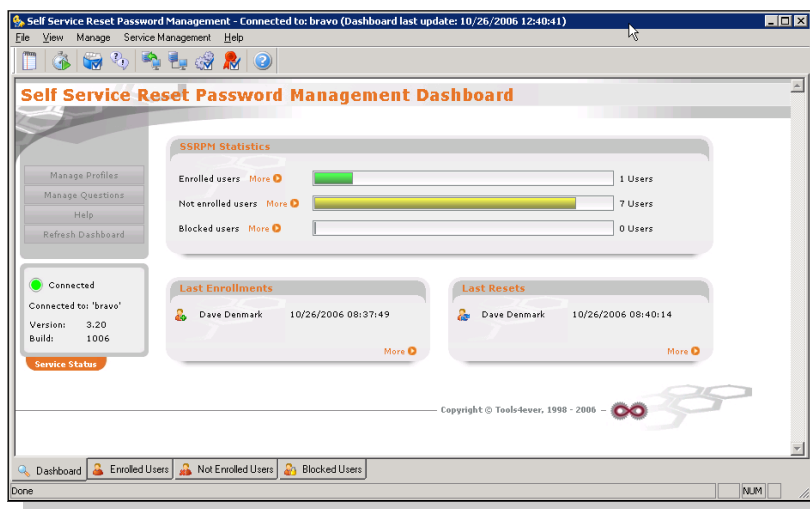 Self Service Reset Password Management - Connected to: bravo (Dashboard last update: 10/26/2006 12:40:41)
File View Manage Service Management Help
Self Service Reset Password Management Dashboard
SSRPM Statistics
Manage Profiles
Manage Questions
Help
Refresh Dashboard
Enrolled users More 1 Users
Not enrolled users More 7 Users
Blocked users More 0 Users
Connected
Connected to: 'bravo'
Version: 3.20
Build: 1006
Service Status
Last Enrollments
Dave Denmark 10/26/2006 08:37:49
More
Last Resets
Dave Denmark 10/26/2006 08:40:14
More
Copyright © Tools4ever, 1998 - 2006 -
Dashboard Enrolled Users Not Enrolled Users Blocked Users
Done NUM